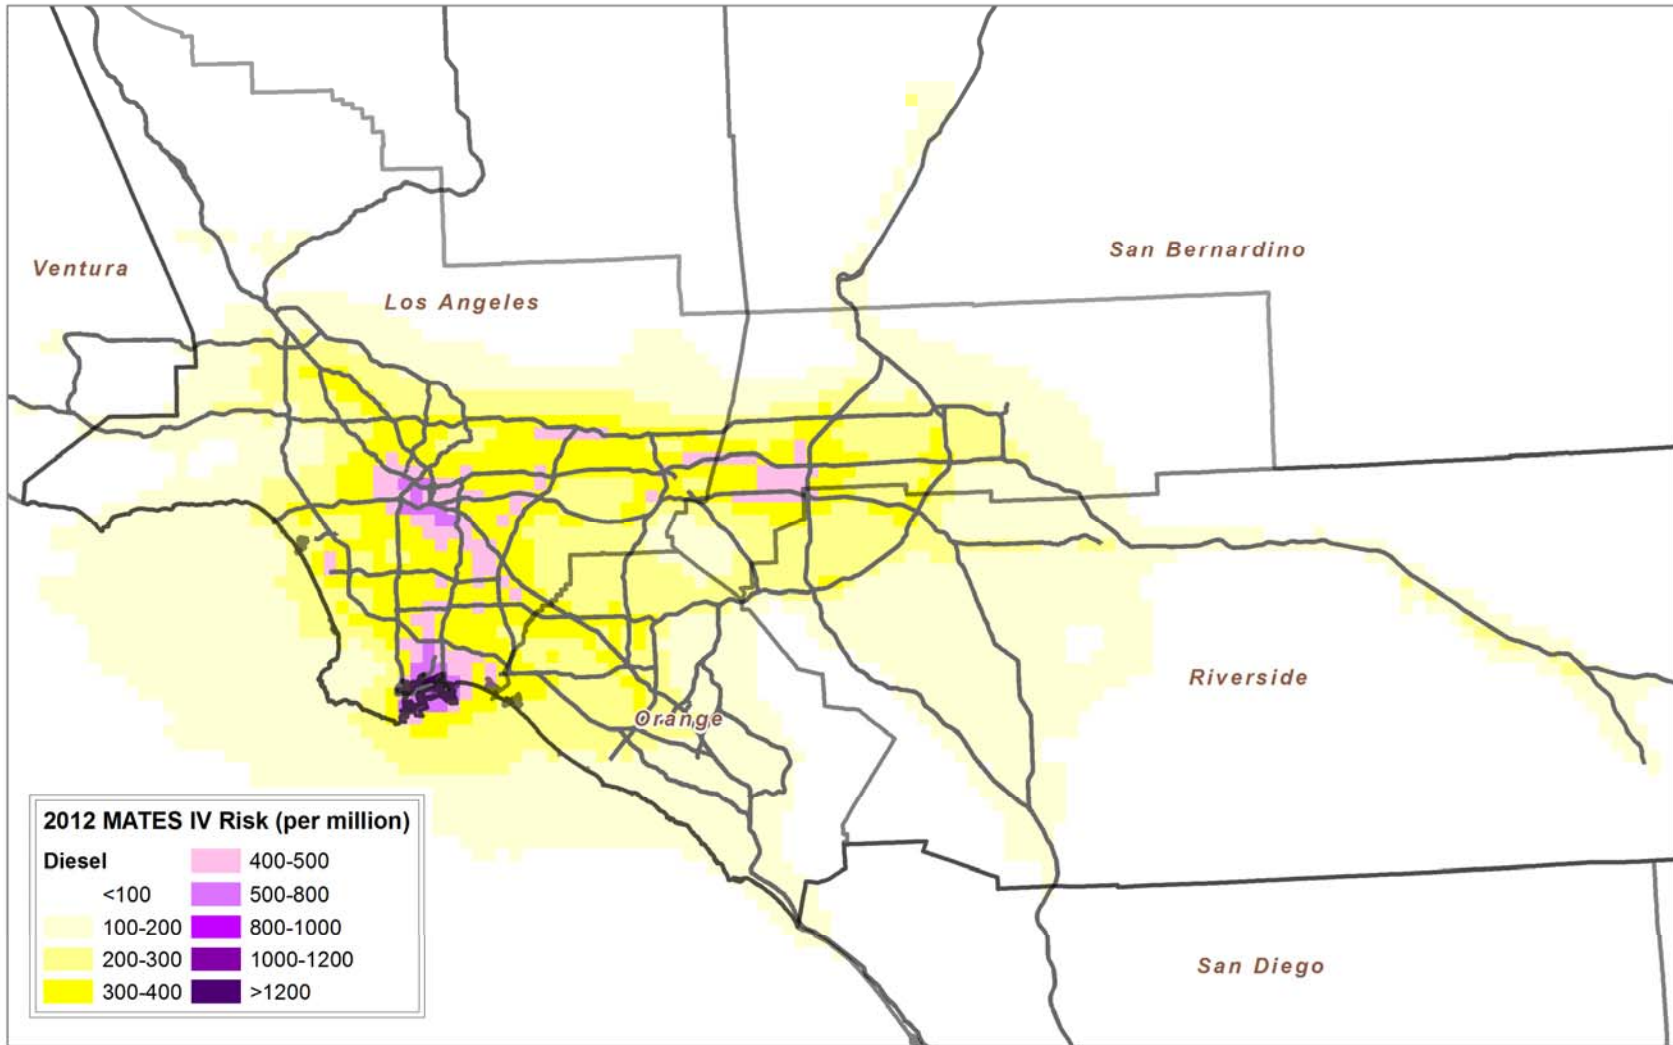 San Bernardino
Ventura
Los Angeles
Riverside
Orange
2012 MATES IV Risk (per million)
Diesel
400-500
<100
500-800
100-200
800-1000
200-300
1000-1200
300-400
>1200
San Diego